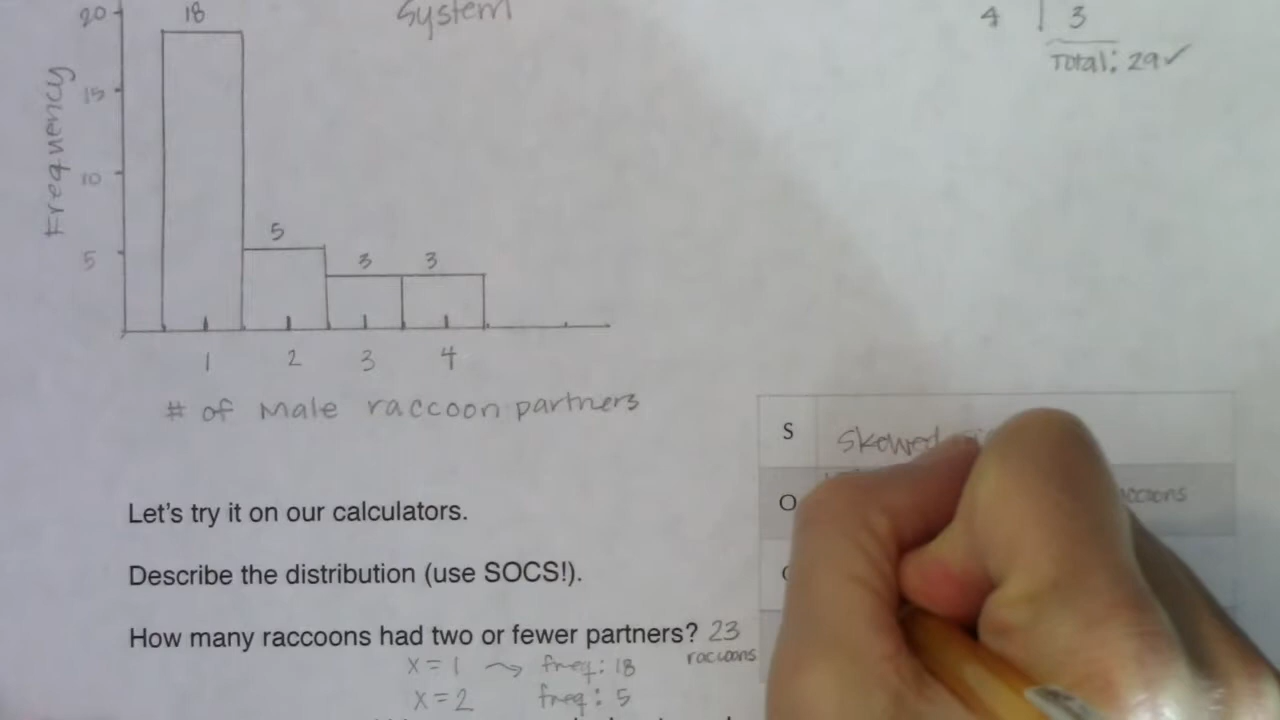 20
18
System
4 | 3
Total: 29 ✓
15
Frequency
10
5
5
3
3
1 2 3 4
# of Male raccoon partners
S Skewed
O
Let's try it on our calculators.
Describe the distribution (use SOCS!).
How many raccoons had two or fewer partners? 23
raccoons
x = 1 → freq: 18
x = 2 freq: 5